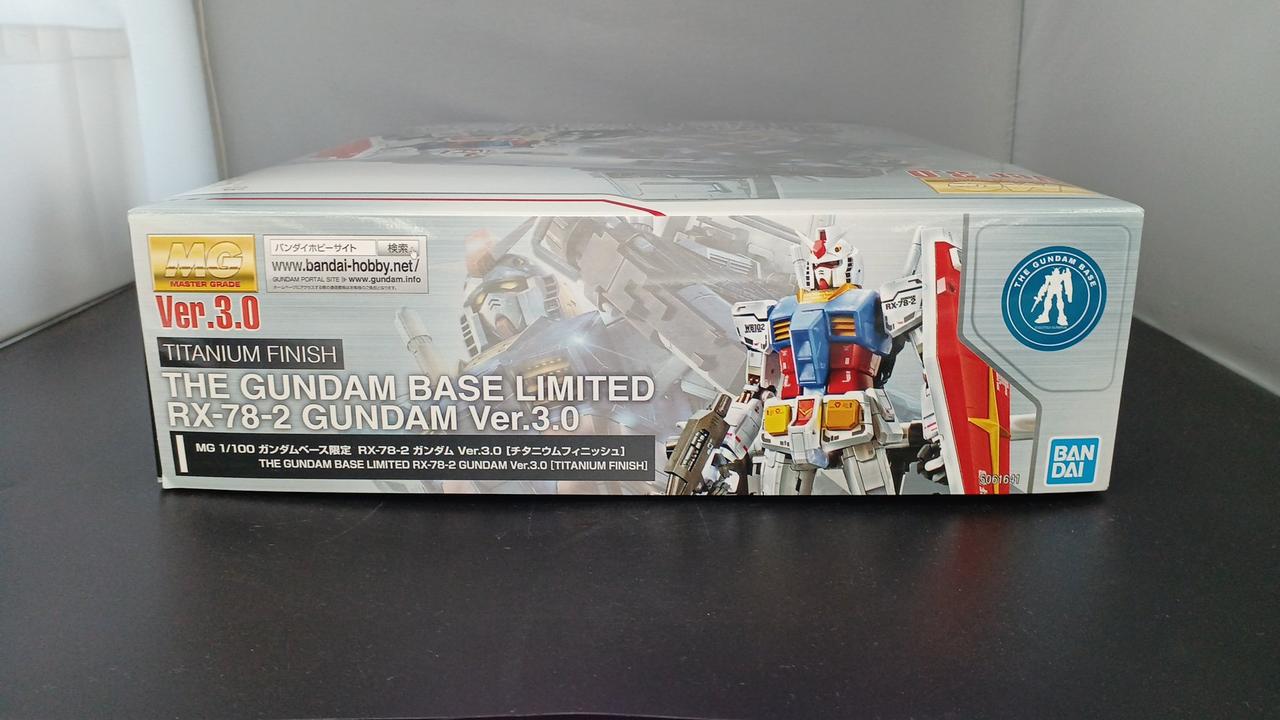 MG
MASTER GRADE
Ver.3.0
バンダイホビーサイト 検索
www.bandai-hobby.net/
GUNDAM PORTAL SITE ≫ www.gundam.info
TITANIUM FINISH
THE GUNDAM BASE LIMITED
RX-78-2 GUNDAM Ver.3.0
MG 1/100 ガンダムベース限定 RX-78-2 ガンダム Ver.3.0 [チタニウムフィニッシュ]
THE GUNDAM BASE LIMITED RX-78-2 GUNDAM Ver.3.0 [TITANIUM FINISH]
RX-78-2
THE GUNDAM BASE
5061641
BAN
DAI